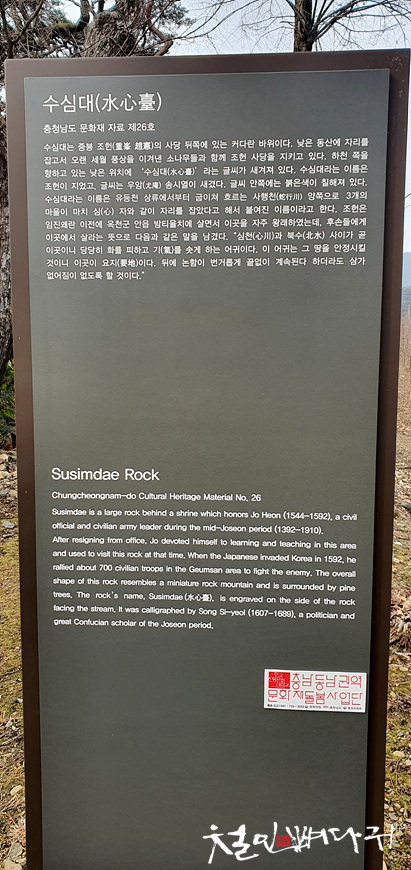 수심대(水心臺)
충청남도 문화재 자료 제26호
수심대는 중봉 조헌(重峯 趙憲)의 사당 뒤쪽에 있는 커다란 바위이다. 낮은 동산에 자리를
잡고서 오랜 세월 풍상을 이겨낸 소나무들과 함께 조헌 사당을 지키고 있다. 하천 쪽을
향하고 있는 낮은 위치에 '수심대(水心臺)' 라는 글씨가 새겨져 있다. 수심대라는 이름은
조헌이 지었고, 글씨는 우암(尤庵) 송시열이 새겼다. 글씨 안쪽에는 붉은색이 칠해져 있다.
수심대라는 이름은 유등천 상류에서부터 굽이쳐 흐르는 사행천(蛇行川) 양쪽으로 3개의
마을이 마치 심(心) 자와 같이 자리를 잡았다고 해서 붙여진 이름이라고 한다. 조헌은
임진왜란 이전에 옥천군 안읍 밤티율치에 살면서 이곳을 자주 왕래하였는데, 후손들에게
이곳에서 살라는 뜻으로 다음과 같은 말을 남겼다. "심천(心川)과 북수(北水) 사이가 곧
이곳이니 당당히 화를 피하고 기(氣)를 솟게 하는 어귀이다. 이 어귀는 그 땅을 안정시킬
것이니 이곳이 요지(要地)이다. 뒤에 논함이 번거롭게 끝없이 계속된다 하더라도 상가
없어짐이 없도록 할 것이다."
Susimdae Rock
Chungcheongnam-do Cultural Heritage Material No. 26
Susimdae is a large rock behind a shrine which honors Jo Heon (1544-1592), a civil
official and civilian army leader during the mid-Joseon period (1392-1910).
After resigning from office, Jo devoted himself to learning and teaching in this area
and used to visit this rock at that time. When the Japanese invaded Korea in 1592, he
rallied about 700 civilian troops in the Geumsan area to fight the enemy. The overall
shape of this rock resembles a miniature rock mountain and is surrounded by pine
trees. The rock's name, Susimdae(水心臺), is engraved on the side of the rock
facing the stream. It was calligraphed by Song Si-yeol (1607-1689), a politician and
great Confucian scholar of the Joseon period.
충남동남권역
문화재돌봄사업단
철민빠다귀